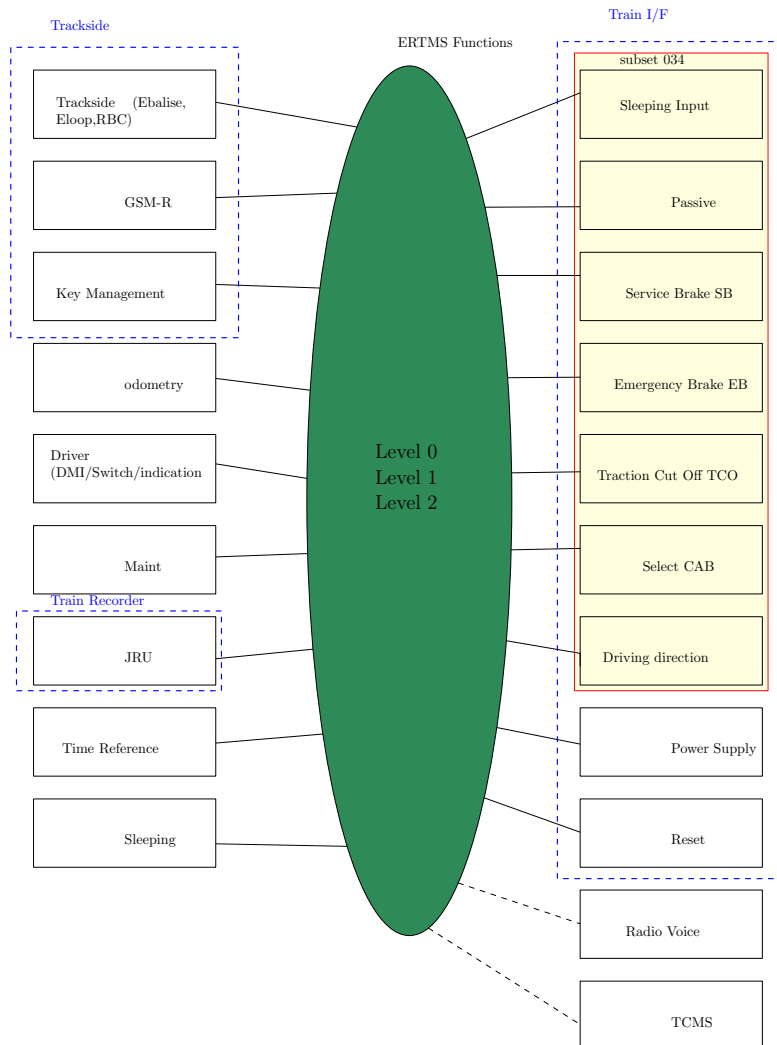 Trackside
Train I/F
ERTMS Functions
subset 034
Trackside (Ebalise,
Eloop,RBC)
Sleeping Input
GSM-R
Passive
Key Management
Service Brake SB
odometry
Emergency Brake EB
Driver
(DMI/Switch/indication
Level 0
Level 1
Level 2
Traction Cut Off TCO
Maint
Select CAB
Train Recorder
JRU
Driving direction
Time Reference
Power Supply
Sleeping
Reset
Radio Voice
TCMS